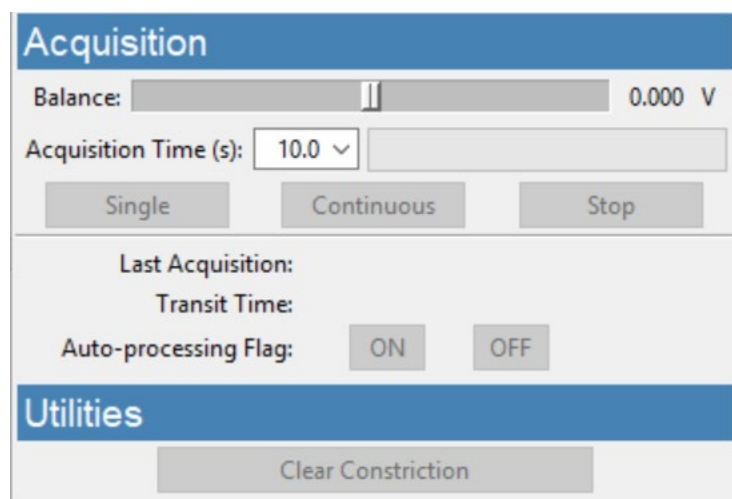 Acquisition
Balance: 0.000 V
Acquisition Time (s): 10.0
Single Continuous Stop
Last Acquisition:
Transit Time:
Auto-processing Flag: ON OFF
Utilities
Clear Constriction